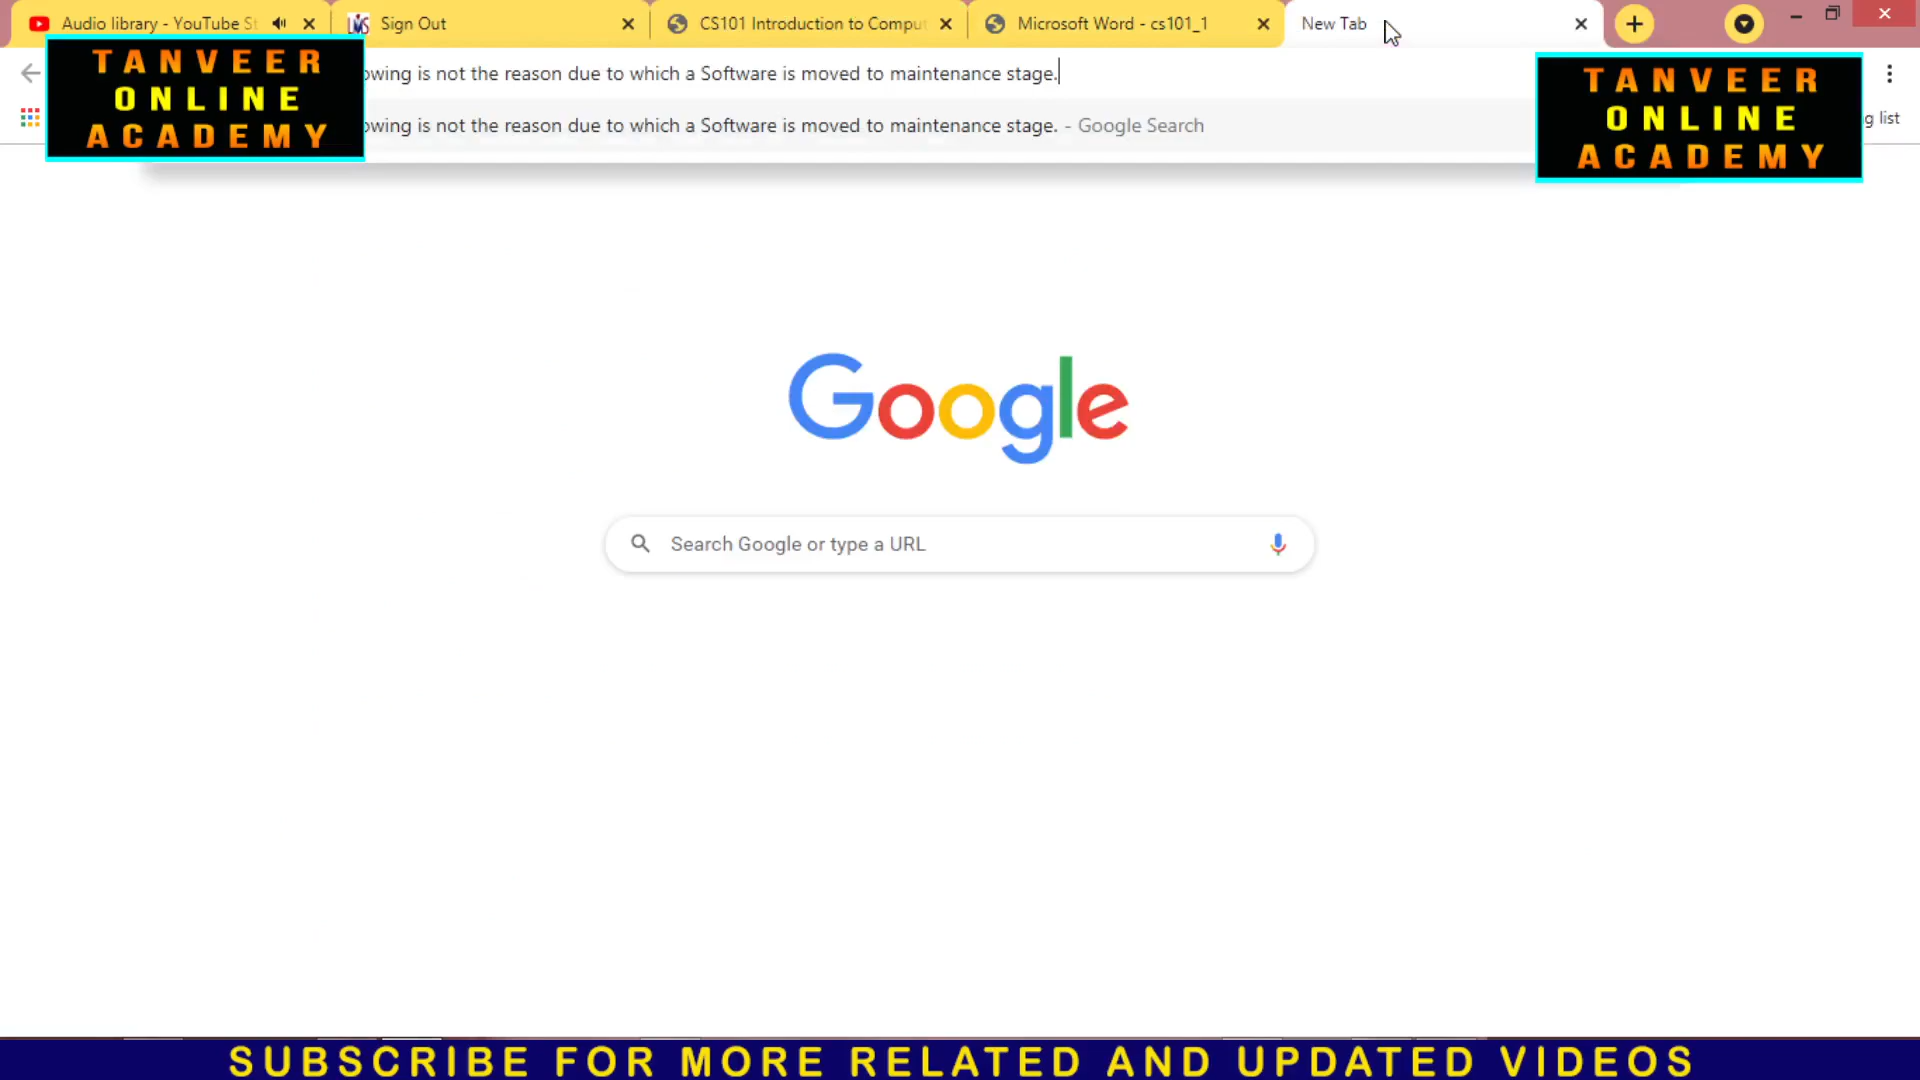 Audio library - YouTube St
Sign Out
CS101 Introduction to Comput
Microsoft Word - cs101_1
New Tab
TANVEER
ONLINE
ACADEMY
owing is not the reason due to which a Software is moved to maintenance stage.
owing is not the reason due to which a Software is moved to maintenance stage. - Google Search
TANVEER
ONLINE
ACADEMY
g list
Google
Search Google or type a URL
SUBSCRIBE FOR MORE RELATED AND UPDATED VIDEOS